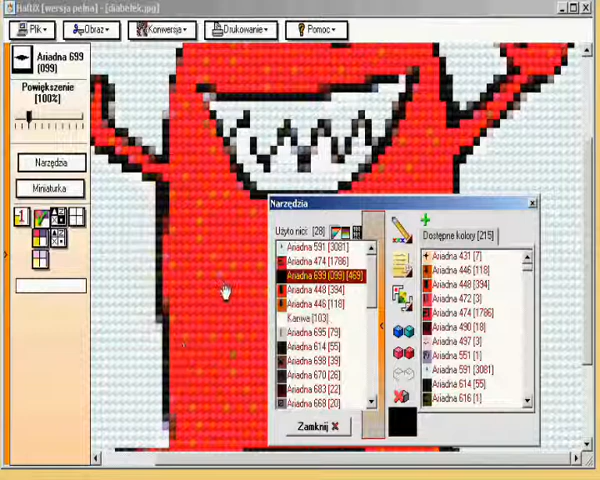 HaftiX [wersja pełna] - [diabełek.jpg]
Plik
Obraz
Konwersja
Drukowanie
Pomoc
Ariadna 699
(099)
Powiększenie
[100%]
Narzędzia
Miniaturka
1
Narzędzia
Użyto nici: [28]
Ariadna 591 [3081]
Ariadna 474 [1786]
Ariadna 699 (099) [469]
Ariadna 448 [394]
Ariadna 446 [118]
Kanwa [103]
Ariadna 695 [79]
Ariadna 614 [55]
Ariadna 698 [39]
Ariadna 670 [26]
Ariadna 683 [22]
Ariadna 668 [20]
Zamknij
Dostępne kolory [215]
Ariadna 431 [7]
Ariadna 446 [118]
Ariadna 448 [394]
Ariadna 472 [3]
Ariadna 474 [1786]
Ariadna 490 [18]
Ariadna 497 [3]
Ariadna 551 [1]
Ariadna 591 [3081]
Ariadna 614 [55]
Ariadna 616 [1]